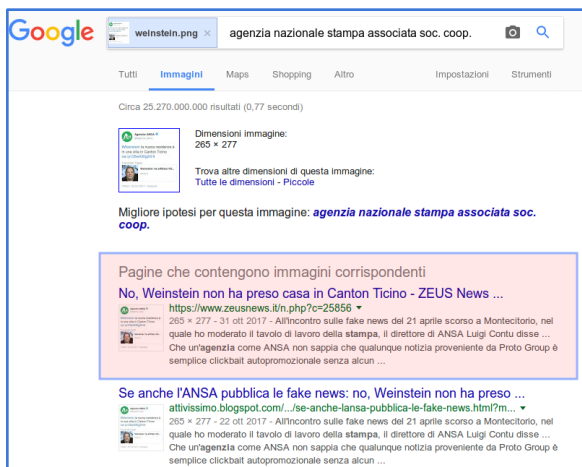 Google
weinstein.png × agenzia nazionale stampa associata soc. coop.
Tutti Immagini Maps Shopping Altro Impostazioni Strumenti
Circa 25.270.000.000 risultati (0,77 secondi)
Dimensioni immagine:
265 × 277
Trova altre dimensioni di questa immagine:
Tutte le dimensioni - Piccole
Migliore ipotesi per questa immagine: agenzia nazionale stampa associata soc.
coop.
Pagine che contengono immagini corrispondenti
No, Weinstein non ha preso casa in Canton Ticino - ZEUS News ...
https://www.zeusnews.it/n.php?c=25856
265 × 277 - 31 ott 2017 - All'incontro sulle fake news del 21 aprile scorso a Montecitorio, nel
quale ho moderato il tavolo di lavoro della stampa, il direttore di ANSA Luigi Contu disse ...
Che un'agenzia come ANSA non sappia che qualunque notizia proveniente da Proto Group è
semplice clickbait autopromozionale senza alcun ...
Se anche l'ANSA pubblica le fake news: no, Weinstein non ha preso ...
attivissimo.blogspot.com/.../se-anche-lansa-pubblica-le-fake-news.html?m...
265 × 277 - 22 ott 2017 - All'incontro sulle fake news del 21 aprile scorso a Montecitorio, nel
quale ho moderato il tavolo di lavoro della stampa, il direttore di ANSA Luigi Contu disse ...
Che un'agenzia come ANSA non sappia che qualunque notizia proveniente da Proto Group è
semplice clickbait autopromozionale senza alcun ...